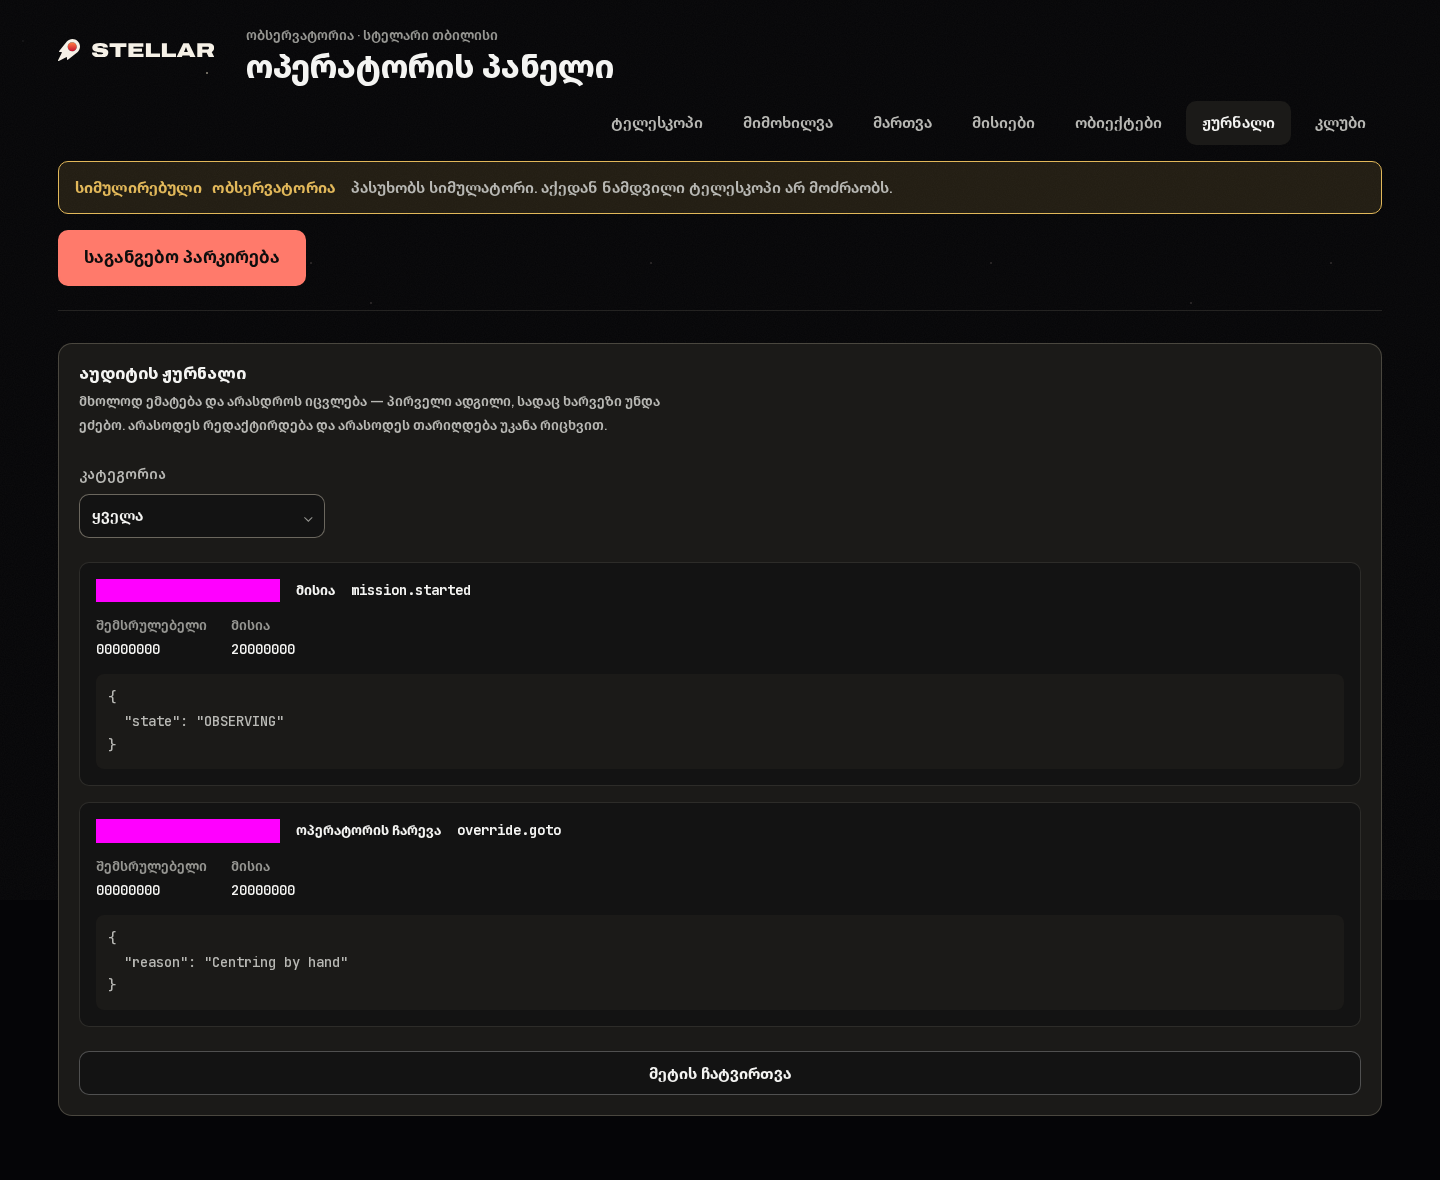 STELLAR
ობსერვატორია · სტელარი თბილისი
ოპერატორის პანელი
ტელესკოპი მიმოხილვა მართვა მისიები ობიექტები ჟურნალი კლუბი
სიმულირებული ობსერვატორია პასუხობს სიმულატორი. აქედან ნამდვილი ტელესკოპი არ მოძრაობს.
საგანგებო პარკირება
აუდიტის ჟურნალი
მხოლოდ ემატება და არასდროს იცვლება — პირველი ადგილი, სადაც ხარვეზი უნდა
ეძებო. არასოდეს რედაქტირდება და არასოდეს თარიღდება უკანა რიცხვით.
კატეგორია
ყველა
მისია mission.started
შემსრულებელი მისია
00000000 20000000
{
"state": "OBSERVING"
}
ოპერატორის ჩარევა override.goto
შემსრულებელი მისია
00000000 20000000
{
"reason": "Centring by hand"
}
მეტის ჩატვირთვა